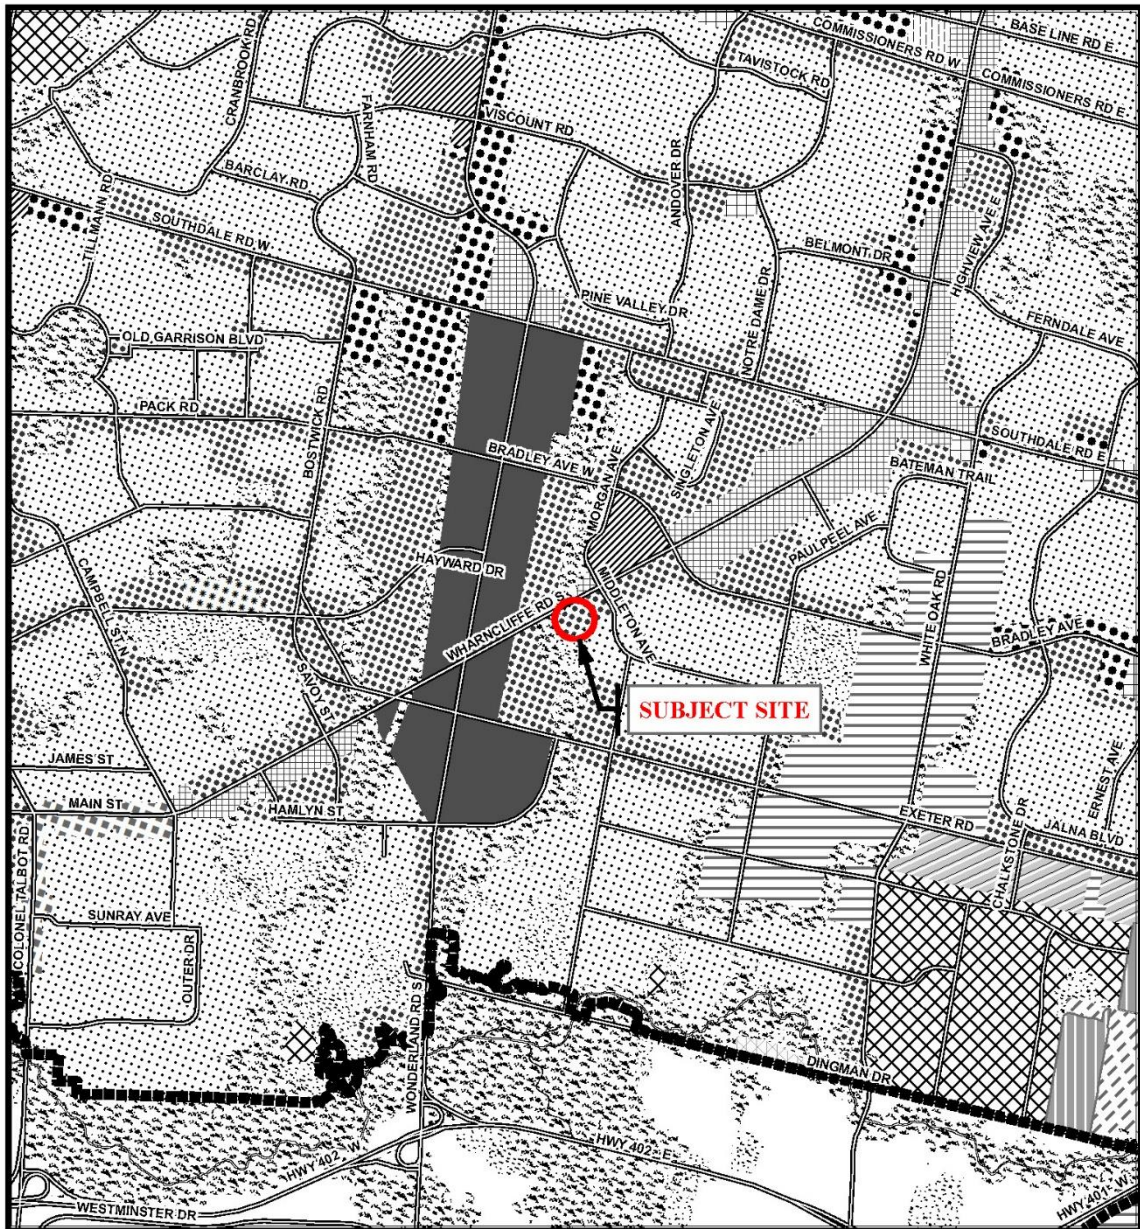 BASE LINE RD E
COMMISSIONERS RD W
COMMISSIONERS RD E
CRANBROOK RD
TAVISTOCK RD
FARNHAM RD
VISCOUNT RD
ANDOVER DR
BARCLAY RD
TILLMANN RD
SOUTHDALE RD W
HIGHVIEW AVE E
BELMONT DR
PINE VALLEY DR
NOTRE DAME DR
FERNDALE AVE
OLD GARRISON BLVD
PACK RD
BOSTWICK RD
SINGLETON AVE
SOUTHDALE RD E
BRADLEY AVE W
MORGAN AVE
BATEMAN TRAIL
PAULPEEL AVE
HAYWARD DR
CAMPBELL ST N
MIDDLETON AVE
WHITE OAK RD
WHARNCLIFFE RD S
BRADLEY AVE
SAVOY ST
SUBJECT SITE
JAMES ST
MAIN ST
HAMLYN ST
EXETER RD
ERNEST AVE
JALNA BLVD
CHALKSTONE DR
COLONEL TALBOT RD
SUNRAY AVE
OUTER DR
WONDERLAND RD S
DINGMAN DR
HWY 402 W
HWY 402 E
WESTMINSTER DR
HWY 401 W